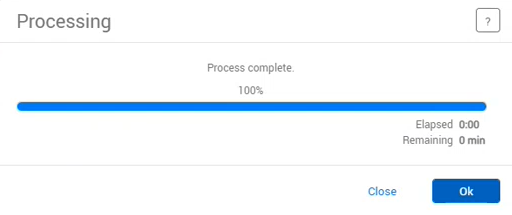 Processing
?
Process complete.
100%
Elapsed 0:00
Remaining 0 min
Close Ok